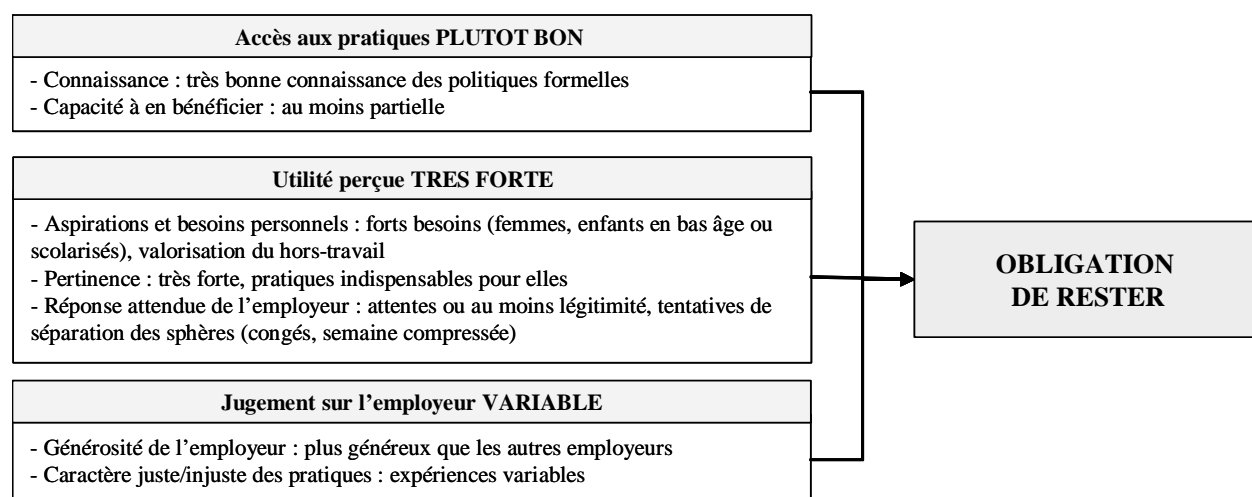 Accès aux pratiques PLUTOT BON
- Connaissance : très bonne connaissance des politiques formelles
- Capacité à en bénéficier : au moins partielle
Utilité perçue TRES FORTE
- Aspirations et besoins personnels : forts besoins (femmes, enfants en bas âge ou
scolarisés), valorisation du hors-travail
- Pertinence : très forte, pratiques indispensables pour elles
- Réponse attendue de l’employeur : attentes ou au moins légitimité, tentatives de
séparation des sphères (congés, semaine compressée)
Jugement sur l’employeur VARIABLE
- Générosité de l’employeur : plus généreux que les autres employeurs
- Caractère juste/injuste des pratiques : expériences variables
OBLIGATION
DE RESTER